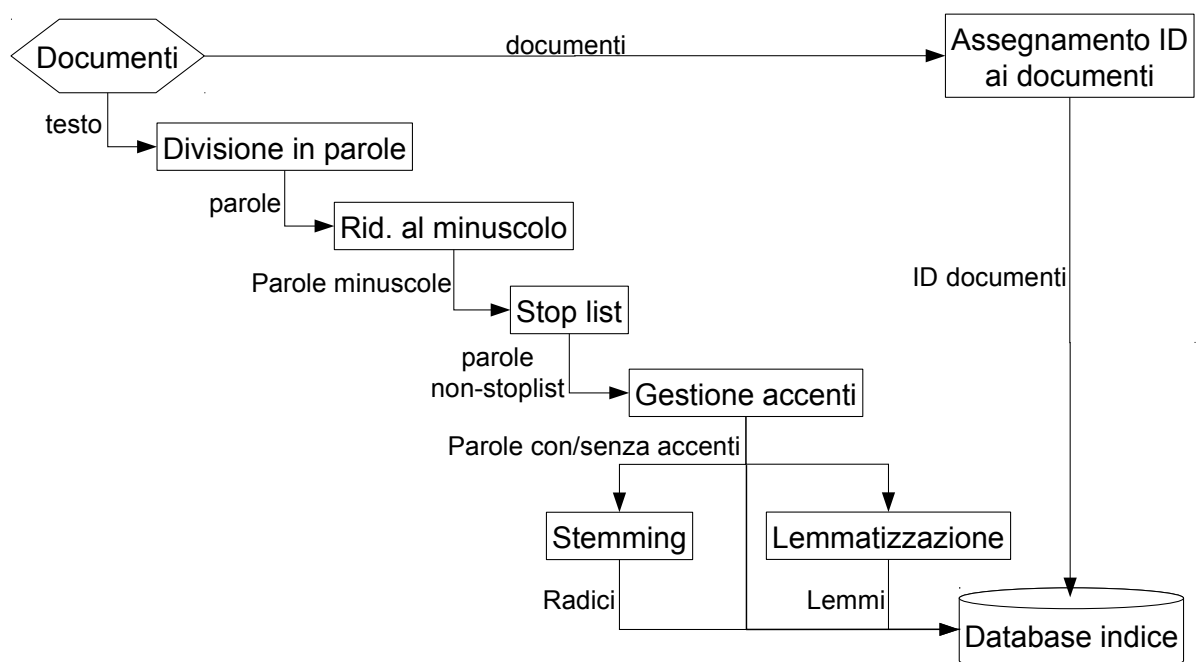 Documenti
documenti
Assegnamento ID
ai documenti
testo
Divisione in parole
parole
Rid. al minuscolo
Parole minuscole
ID documenti
Stop list
parole
non-stoplist
Gestione accenti
Parole con/senza accenti
Stemming
Lemmatizzazione
Radici
Lemmi
Database indice